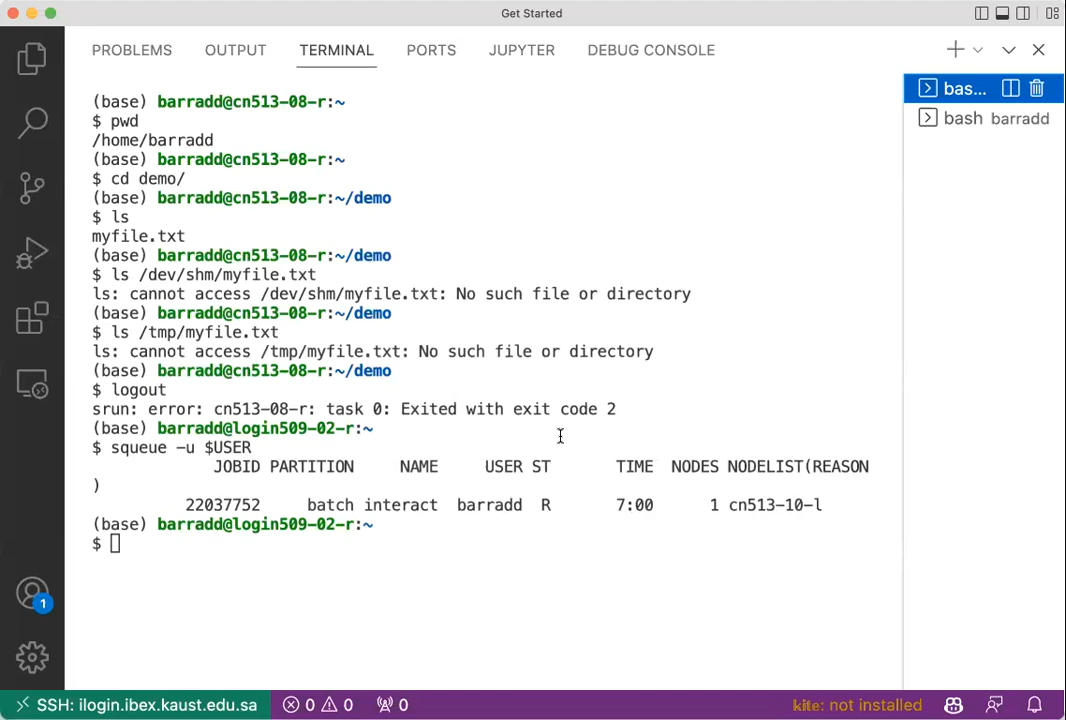 Get Started
PROBLEMS OUTPUT TERMINAL PORTS JUPYTER DEBUG CONSOLE
bas...
bash barradd
(base) barradd@cn513-08-r:~
$ pwd
/home/barradd
(base) barradd@cn513-08-r:~
$ cd demo/
(base) barradd@cn513-08-r:~/demo
$ ls
myfile.txt
(base) barradd@cn513-08-r:~/demo
$ ls /dev/shm/myfile.txt
ls: cannot access /dev/shm/myfile.txt: No such file or directory
(base) barradd@cn513-08-r:~/demo
$ ls /tmp/myfile.txt
ls: cannot access /tmp/myfile.txt: No such file or directory
(base) barradd@cn513-08-r:~/demo
$ logout
srun: error: cn513-08-r: task 0: Exited with exit code 2
(base) barradd@login509-02-r:~
$ squeue -u $USER
JOBID PARTITION NAME USER ST TIME NODES NODELIST(REASON
)
22037752 batch interact barradd R 7:00 1 cn513-10-l
(base) barradd@login509-02-r:~
$
1
SSH: ilogin.ibex.kaust.edu.sa 0 0 0 kite: not installed